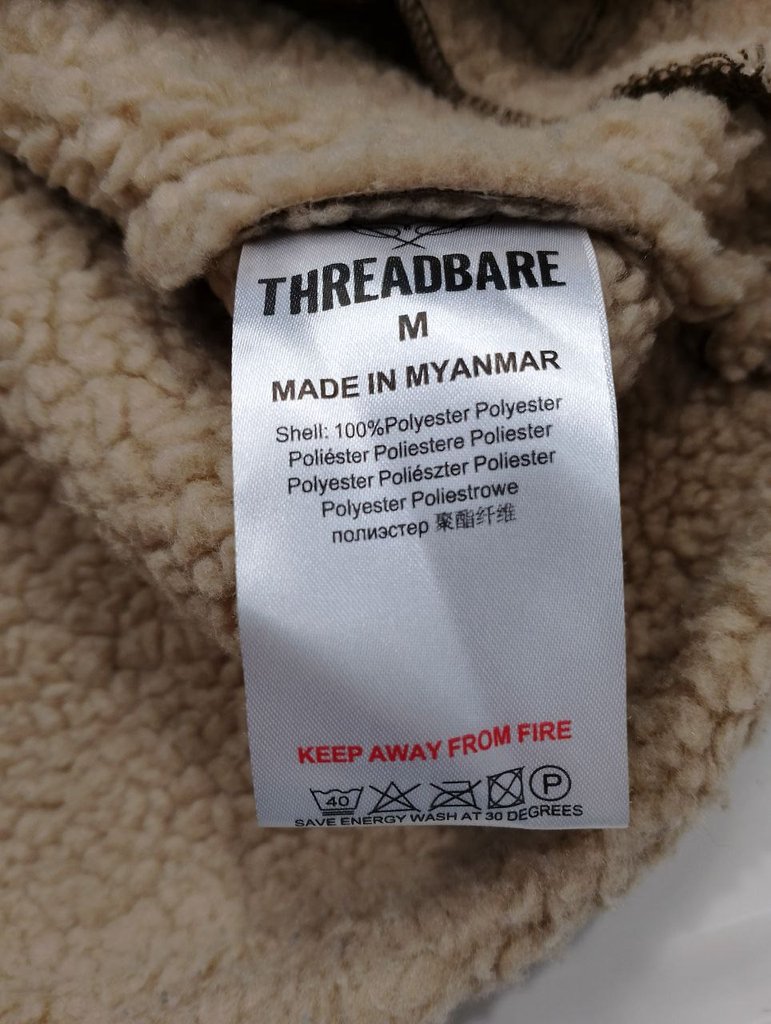 THREADBARE
M
MADE IN MYANMAR
Shell: 100%Polyester Polyester
Poliéster Poliestere Poliester
Polyester Poliészter Poliester
Polyester Poliestrowe
полиэстер 聚酯纤维
KEEP AWAY FROM FIRE
40 P
SAVE ENERGY WASH AT 30 DEGREES